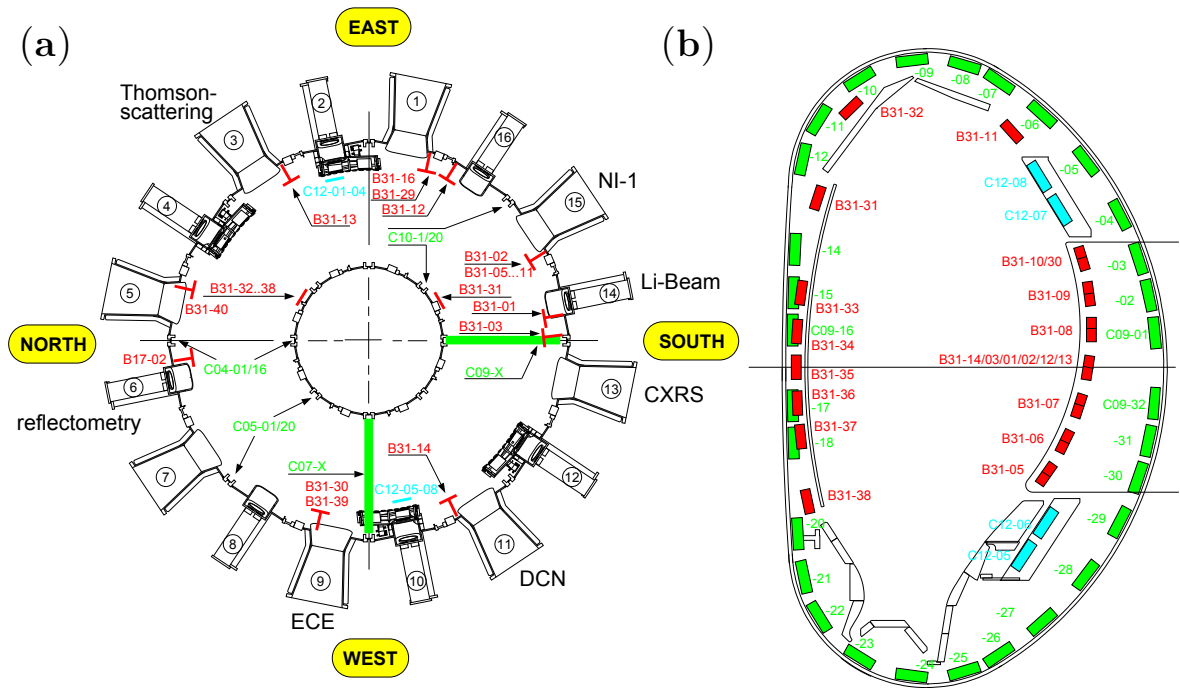 (a)
EAST
Thomson-
scattering
2
1
3
16
C12-01-04
B31-16
B31-29
B31-12
B31-13
NI-1
15
4
C10-1/20
B31-02
B31-05...11
Li-Beam
14
5
B31-32..38
B31-31
B31-40
B31-01
B31-03
NORTH
SOUTH
B17-02
C04-01/16
C09-X
6
13
CXRS
reflectometry
C05-01/20
B31-14
7
C07-X
B31-30
C12-05-08
B31-39
12
8
11
9
10
DCN
ECE
WEST
(b)
-09
-08
-07
-10
B31-32
-11
B31-11
-06
-12
-05
C12-08
B31-31
C12-07
-04
-14
B31-10/30
-03
-15
B31-33
B31-09
-02
C09-16
B31-08
C09-01
B31-34
B31-35
B31-14/03/01/02/12/13
B31-36
-17
B31-07
C09-32
B31-37
-18
B31-06
-31
B31-05
-30
B31-38
-20
C12-06
-29
C12-05
-21
-28
-22
-27
-23
-26
-24
-25